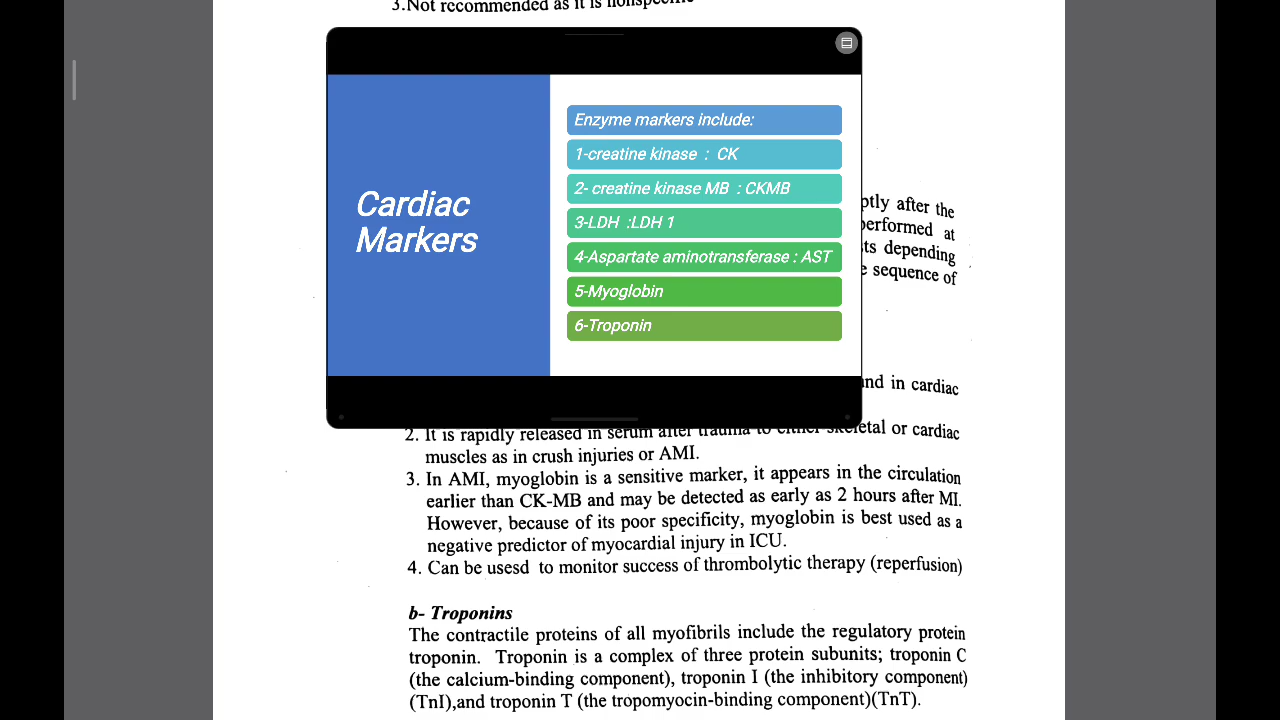 3.Not recommended as it is nonspecific
Cardiac
Markers
Enzyme markers include:
1-creatine kinase : CK
2- creatine kinase MB : CKMB
3-LDH :LDH 1
4-Aspartate aminotransferase : AST
5-Myoglobin
6-Troponin
after the
performed at
depending
sequence of
in cardiac
2. It is rapidly released in serum after trauma to either skeletal or cardiac
muscles as in crush injuries or AMI.
3. In AMI, myoglobin is a sensitive marker, it appears in the circulation
earlier than CK-MB and may be detected as early as 2 hours after MI.
However, because of its poor specificity, myoglobin is best used as a
negative predictor of myocardial injury in ICU.
4. Can be usesd to monitor success of thrombolytic therapy (reperfusion)
b- Troponins
The contractile proteins of all myofibrils include the regulatory protein
troponin. Troponin is a complex of three protein subunits; troponin C
(the calcium-binding component), troponin I (the inhibitory component)
(TnI),and troponin T (the tropomyocin-binding component)(TnT).